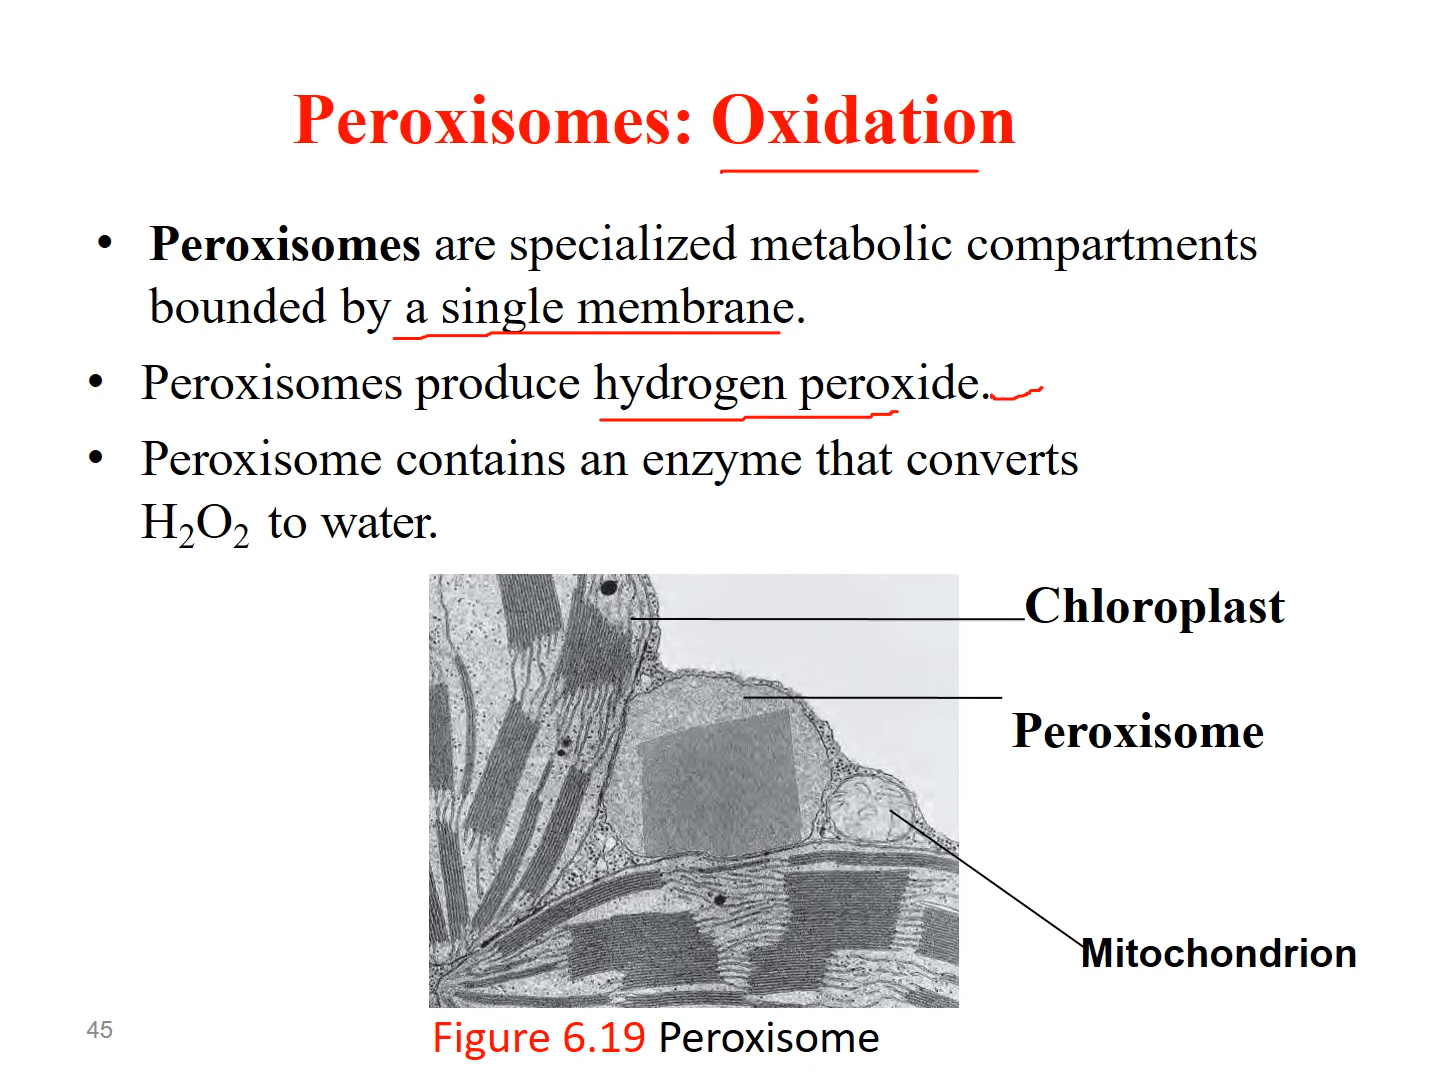 Peroxisomes: Oxidation
• Peroxisomes are specialized metabolic compartments
bounded by a single membrane.
• Peroxisomes produce hydrogen peroxide.
• Peroxisome contains an enzyme that converts
H₂O₂ to water.
Chloroplast
Peroxisome
Mitochondrion
45
Figure 6.19 Peroxisome